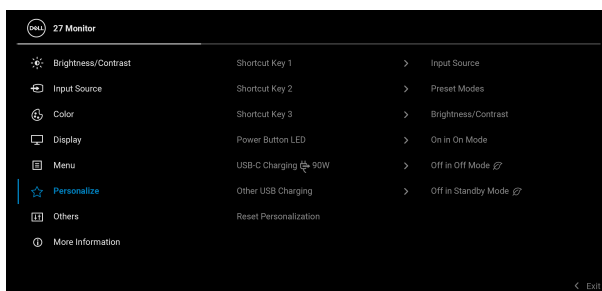 DELL 27 Monitor
Brightness/Contrast Shortcut Key 1 Input Source
Input Source Shortcut Key 2 Preset Modes
Color Shortcut Key 3 Brightness/Contrast
Display Power Button LED On in On Mode
Menu USB-C Charging 90W Off in Off Mode
Personalize Other USB Charging Off in Standby Mode
Others Reset Personalization
More Information
Exit